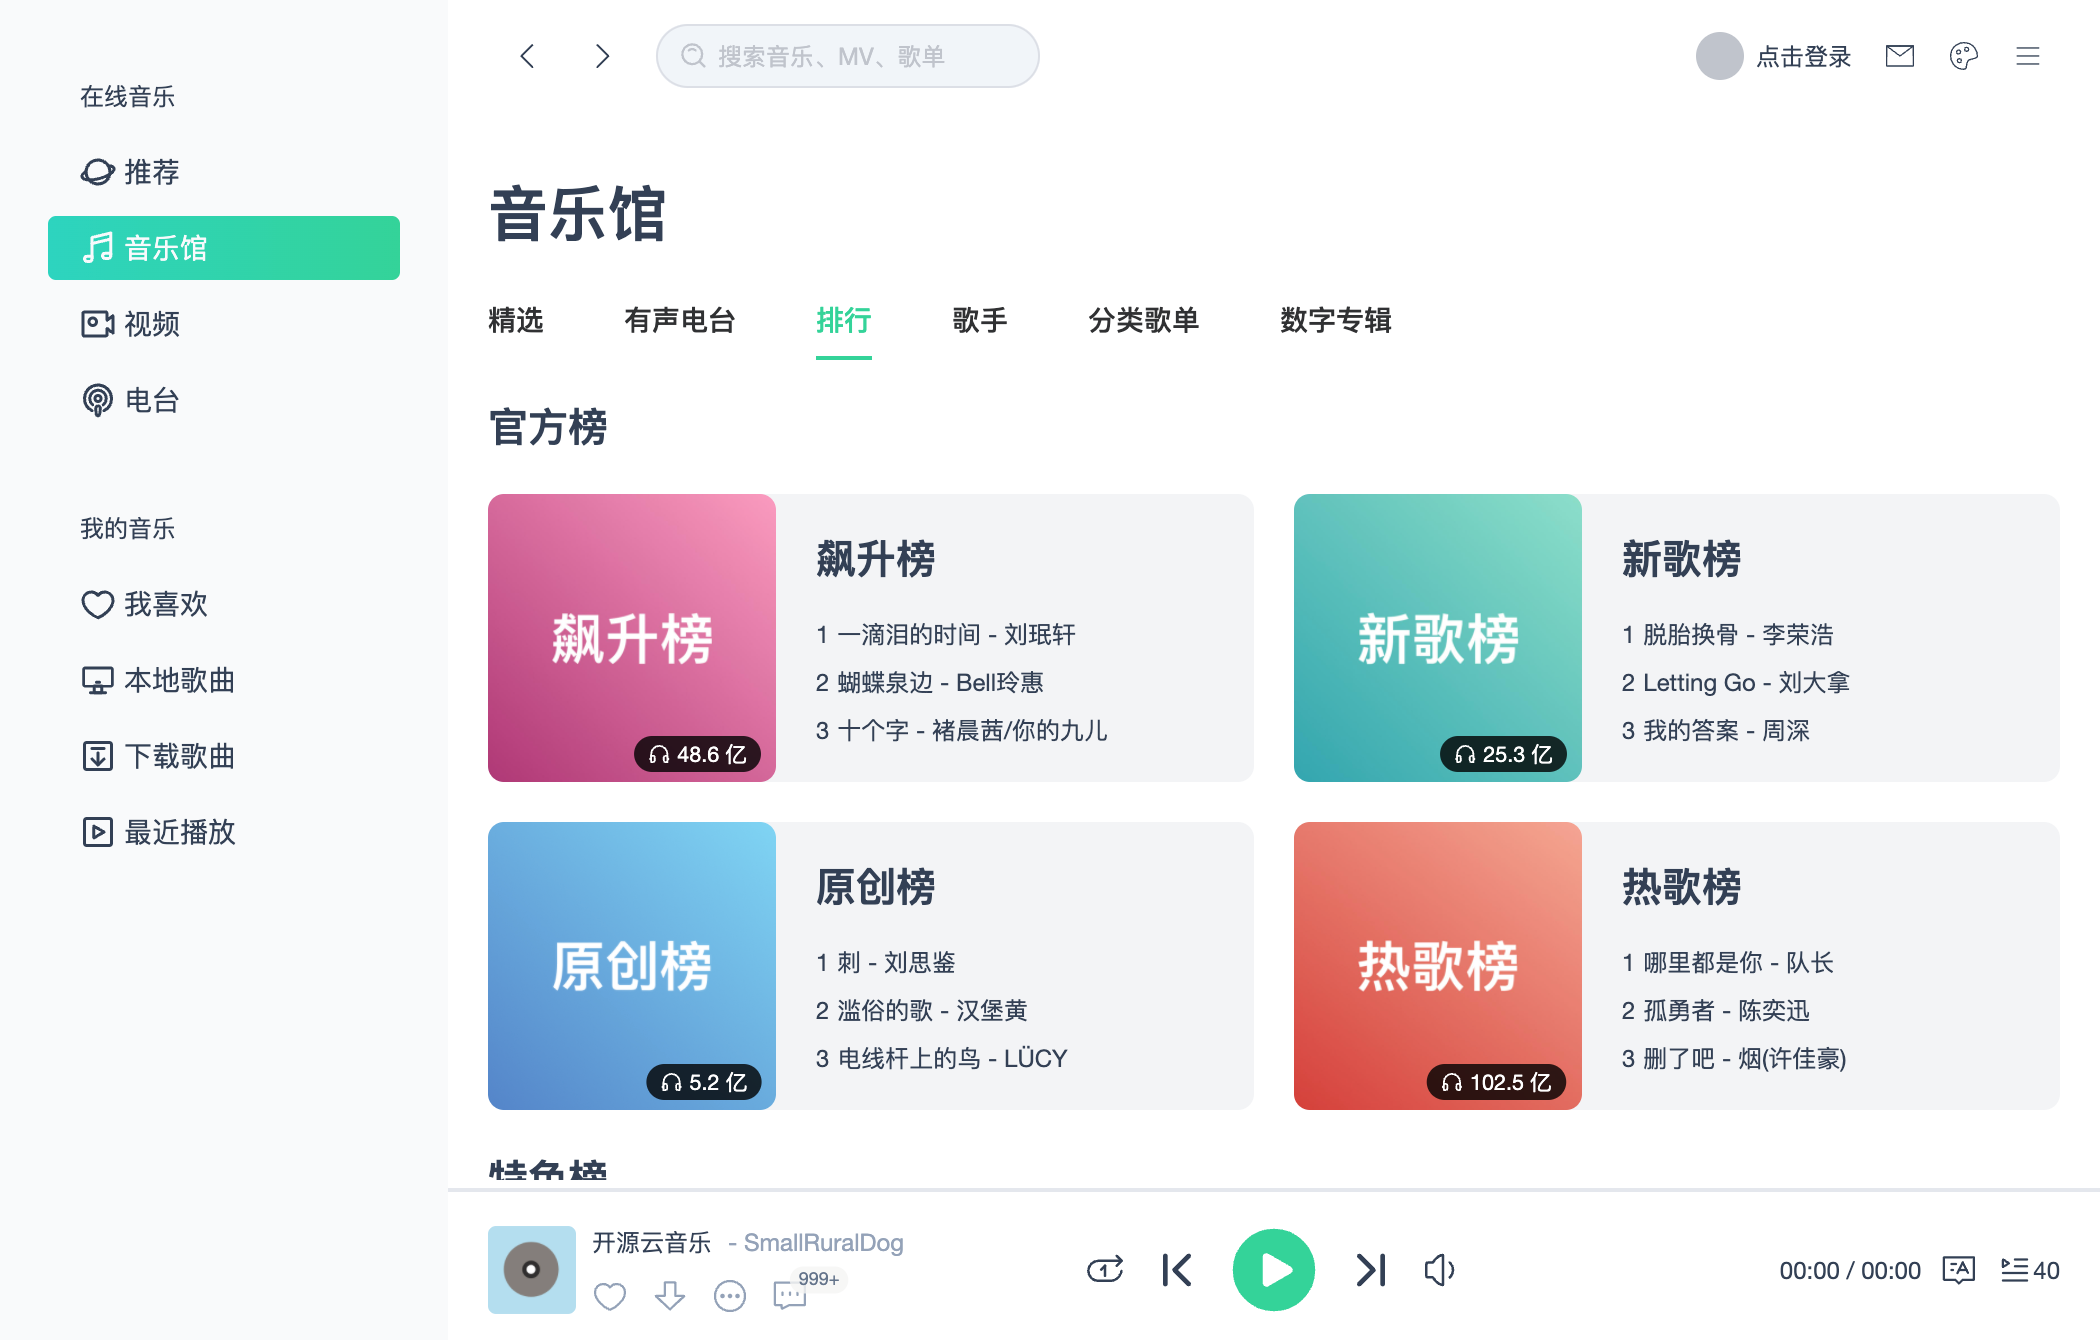 在线音乐
推荐
音乐馆
视频
电台
我的音乐
我喜欢
本地歌曲
下载歌曲
最近播放
搜索音乐、MV、歌单
点击登录
音乐馆
精选 有声电台 排行 歌手 分类歌单 数字专辑
官方榜
飙升榜
48.6 亿
飙升榜
1 一滴泪的时间 - 刘珉轩
2 蝴蝶泉边 - Bell玲惠
3 十个字 - 褚晨茜/你的九儿
新歌榜
25.3 亿
新歌榜
1 脱胎换骨 - 李荣浩
2 Letting Go - 刘大拿
3 我的答案 - 周深
原创榜
5.2 亿
原创榜
1 刺 - 刘思鉴
2 滥俗的歌 - 汉堡黄
3 电线杆上的鸟 - LÜCY
热歌榜
102.5 亿
热歌榜
1 哪里都是你 - 队长
2 孤勇者 - 陈奕迅
3 删了吧 - 烟(许佳豪)
特色榜
开源云音乐 - SmallRuralDog
999+
1
00:00 / 00:00
A
40